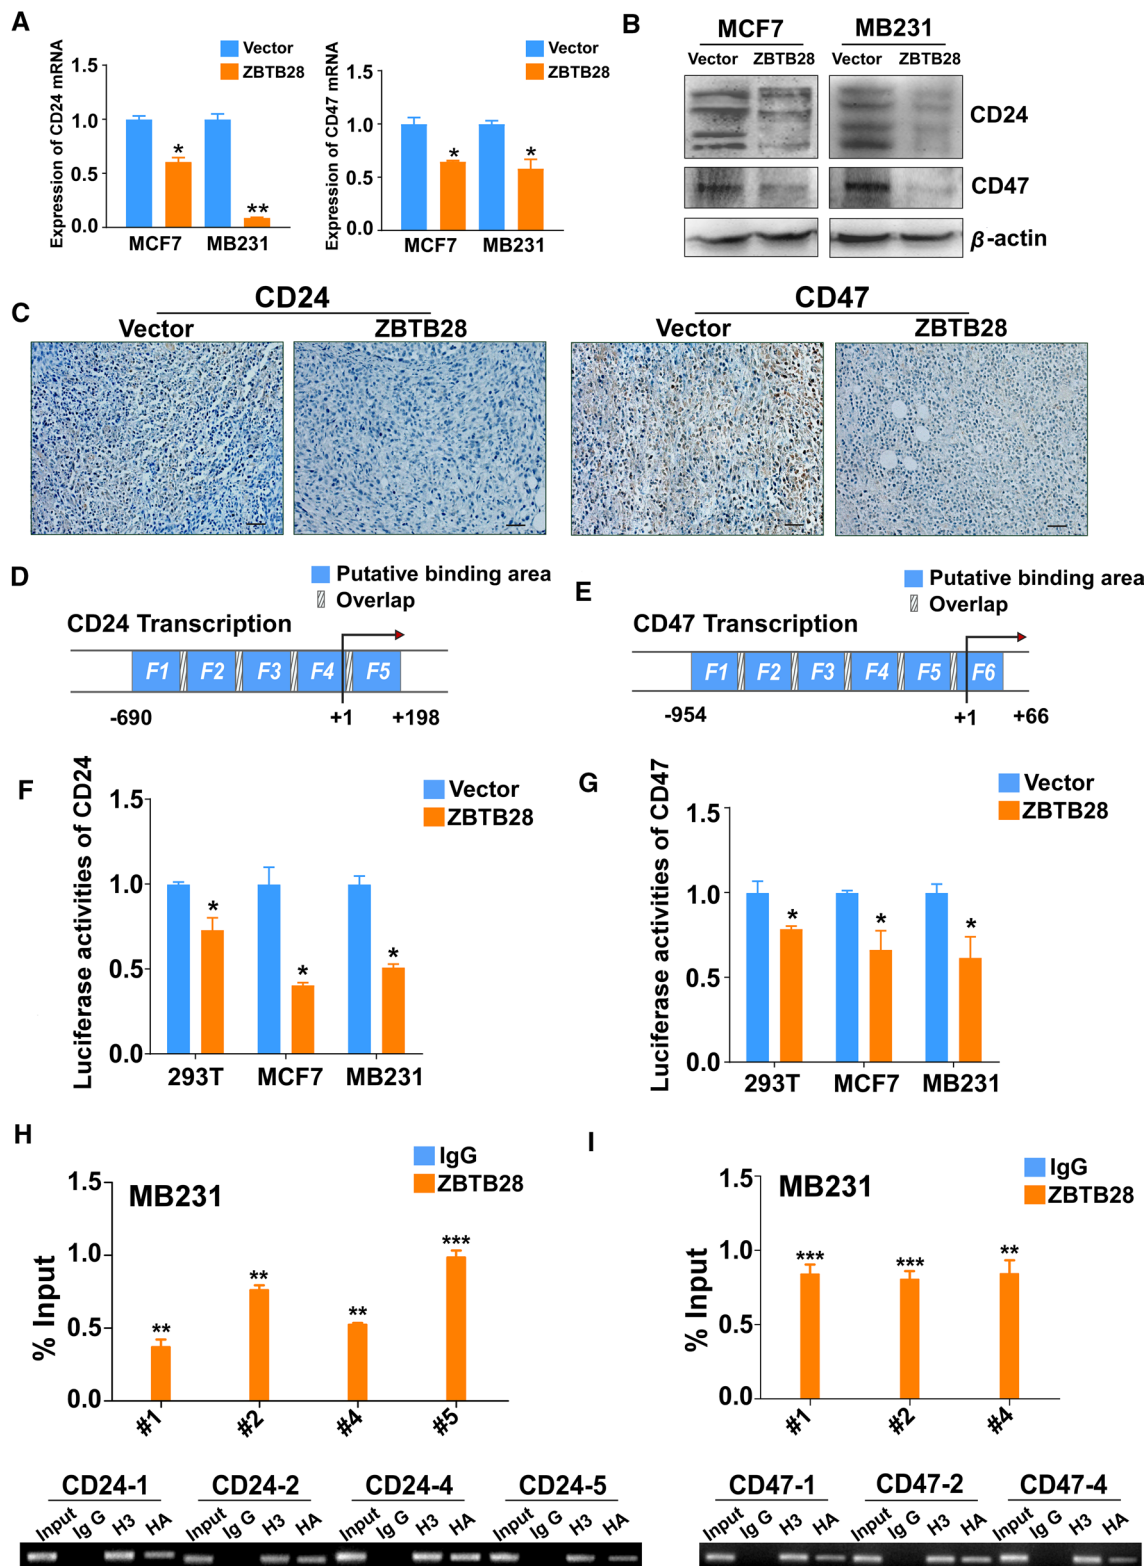 A
Expression of CD24 mRNA
Vector
ZBTB28
1.5
1.0
0.5
0.0
*
**
MCF7 MB231
Expression of CD47 mRNA
Vector
ZBTB28
1.5
1.0
0.5
0.0
*
*
MCF7 MB231
B
MCF7 MB231
Vector ZBTB28 Vector ZBTB28
CD24
CD47
β-actin
C
CD24
Vector ZBTB28
CD47
Vector ZBTB28
D
Putative binding area
Overlap
CD24 Transcription
F1 F2 F3 F4 F5
-690 +1 +198
E
Putative binding area
Overlap
CD47 Transcription
F1 F2 F3 F4 F5 F6
-954 +1 +66
F
Luciferase activities of CD24
Vector
ZBTB28
1.5
1.0
0.5
0.0
*
*
*
293T MCF7 MB231
G
Luciferase activities of CD47
Vector
ZBTB28
1.5
1.0
0.5
0.0
*
*
*
293T MCF7 MB231
H
IgG
ZBTB28
MB231
% Input
1.5
1.0
0.5
0.0
**
**
**
***
#1 #2 #4 #5
CD24-1 CD24-2 CD24-4 CD24-5
Input Ig G H3 HA Input Ig G H3 HA Input Ig G H3 HA Input Ig G H3 HA
I
IgG
ZBTB28
MB231
% Input
1.5
1.0
0.5
0.0
***
***
**
#1 #2 #4
CD47-1 CD47-2 CD47-4
Input Ig G H3 HA Input Ig G H3 HA Input Ig G H3 HA